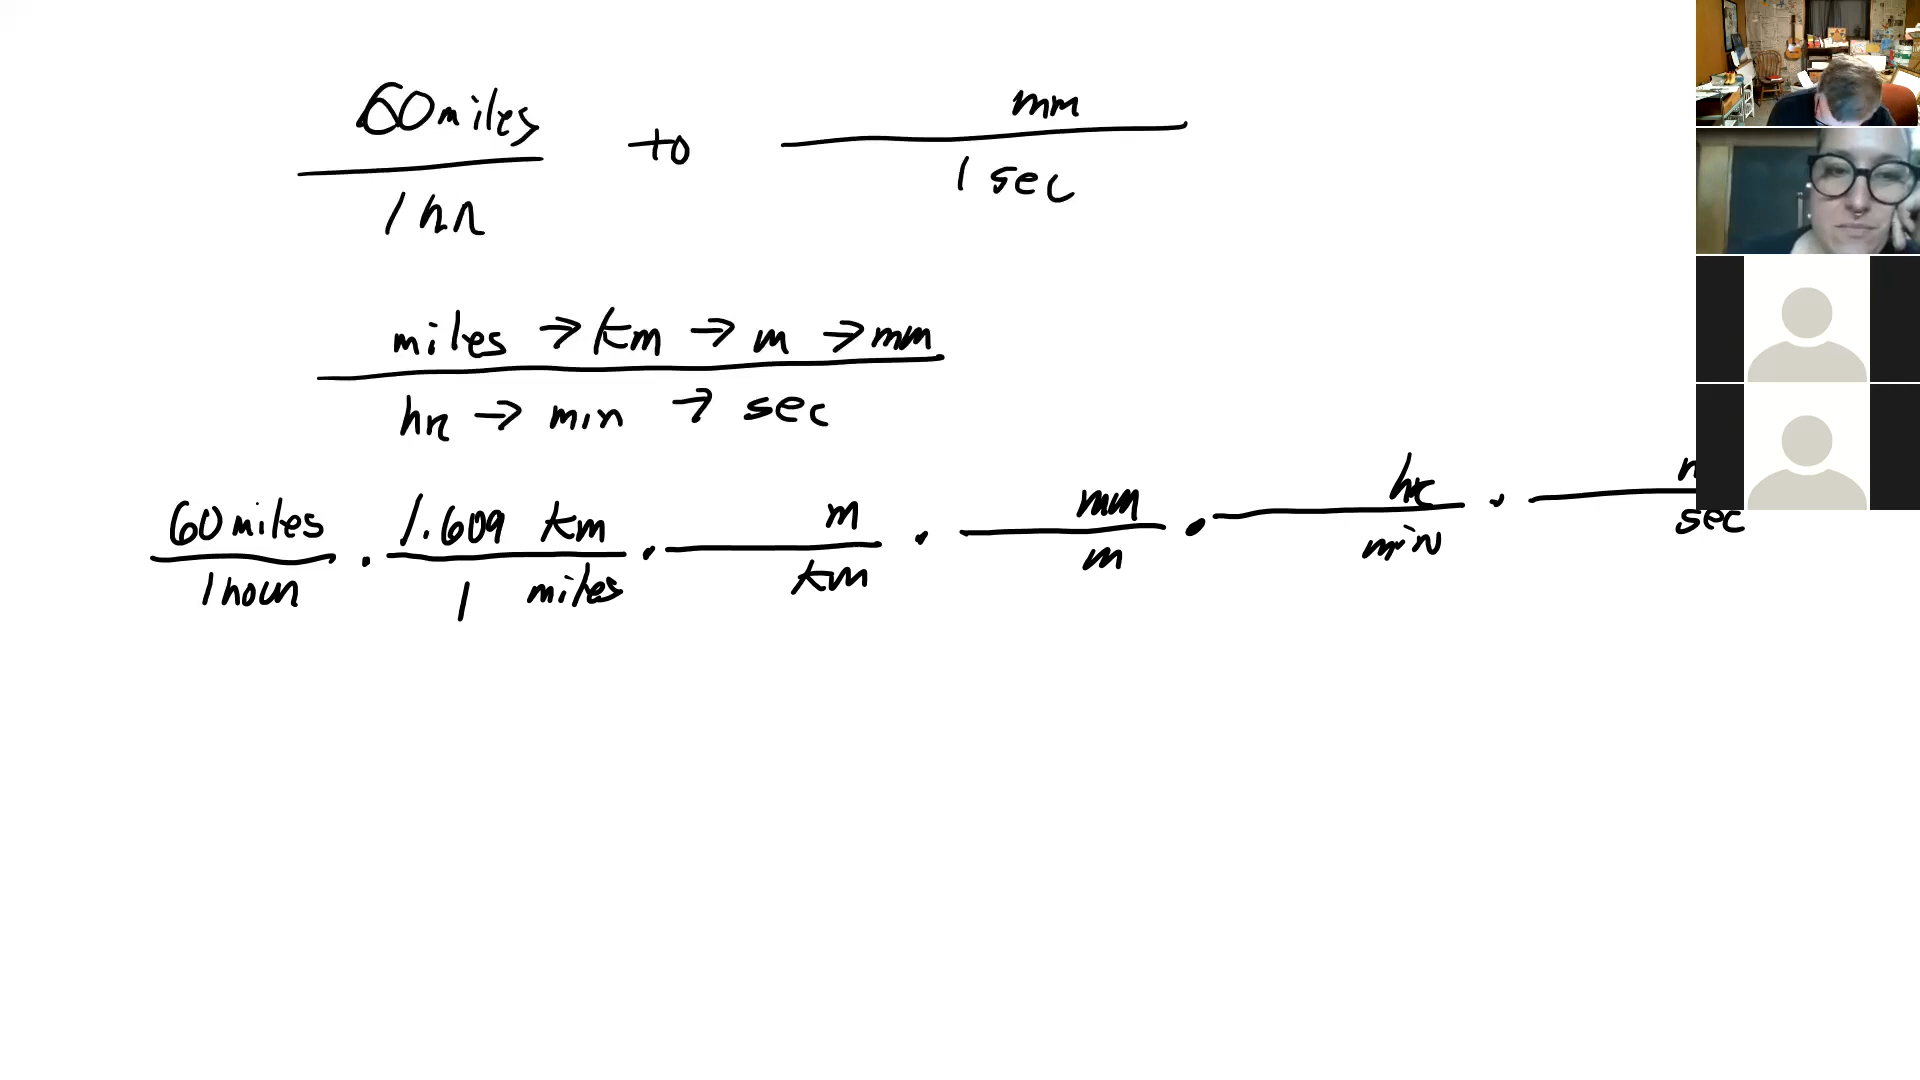 60 miles to mm
1 hr 1 sec
miles → km → m → mm
hr → min → sec
60 miles . 1.609 km . m . mm . hr .
1 hour 1 miles km m min sec